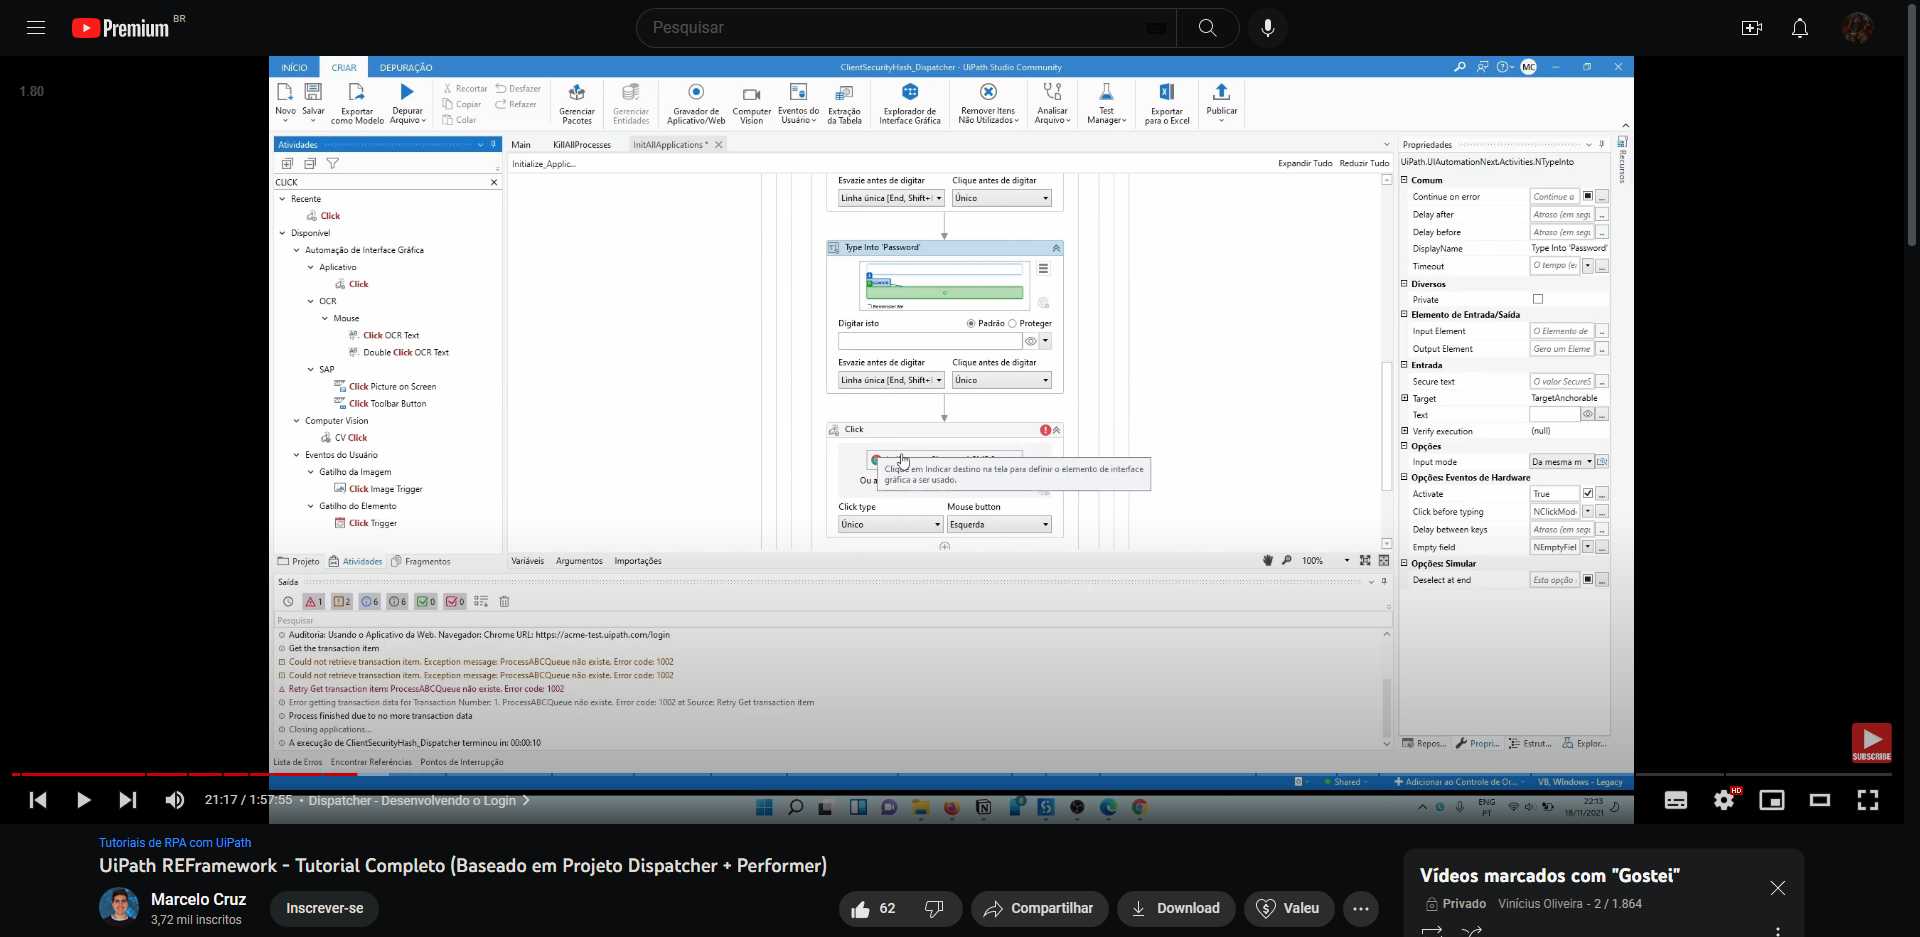 Premium BR
Pesquisar
1.80
INÍCIO CRIAR DEPURAÇÃO
ClientSecurityHash_Dispatcher - UiPath Studio Community
MC
Novo Salvar Exportar como Modelo Depurar Arquivo
Recortar Desfazer
Copiar Refazer
Colar
Gerenciar Pacotes Gerenciar Entidades Gravador de Aplicativo/Web Computer Vision Eventos do Usuário Extração da Tabela Explorador de Interface Gráfica Remover Itens Não Utilizados Analisar Arquivo Test Manager Exportar para o Excel Publicar
Atividades
CLICK
Recente
Click
Disponível
Automação de Interface Gráfica
Aplicativo
Click
OCR
Mouse
Click OCR Text
Double Click OCR Text
SAP
Click Picture on Screen
Click Toolbar Button
Computer Vision
CV Click
Eventos do Usuário
Gatilho da Imagem
Click Image Trigger
Gatilho do Elemento
Click Trigger
Projeto Atividades Fragmentos
Main KillAllProcesses InitAllApplications *
Initialize_Applic...
Expandir Tudo Reduzir Tudo
Esvazie antes de digitar Clique antes de digitar
Linha única [End, Shift+ Único
Type Into 'Password'
Digitar isto Padrão Proteger
Esvazie antes de digitar Clique antes de digitar
Linha única [End, Shift+ Único
Click
Clique em Indicar destino na tela para definir o elemento de interface
gráfica a ser usado.
Ou a
Click type Mouse button
Único Esquerda
Variáveis Argumentos Importações
100%
Propriedades
UiPath.UIAutomationNext.Activities.NTypeInto
Comum
Continue on error Continue o
Delay after Atraso (em segu
Delay before Atraso (em segu
DisplayName Type Into 'Password'
Timeout O tempo (e
Diversos
Private
Elemento de Entrada/Saída
Input Element O Elemento de
Output Element Gera um Eleme
Entrada
Secure text O valor SecureS
Target TargetAnchorable
Text
Verify execution (null)
Opções
Input mode Da mesma m
Opções: Eventos de Hardware
Activate True
Click before typing NClickMod
Delay between keys Atraso (em segu
Empty field NEmptyFiel
Opções: Simular
Deselect at end Esta opção
Repos... Propri... Estrut... Explor...
Recursos
Saída
1 2 6 6 0 0
Pesquisar
Auditoria: Usando o Aplicativo da Web. Navegador: Chrome URL: https://acme-test.uipath.com/login
Get the transaction item
Could not retrieve transaction item. Exception message: ProcessABCQueue não existe. Error code: 1002
Could not retrieve transaction item. Exception message: ProcessABCQueue não existe. Error code: 1002
Retry Get transaction item: ProcessABCQueue não existe. Error code: 1002
Error getting transaction data for Transaction Number: 1. ProcessABCQueue não existe. Error code: 1002 at Source: Retry Get transaction item
Process finished due to no more transaction data
Closing applications...
A execução de ClientSecurityHash_Dispatcher terminou in: 00:00:10
Lista de Erros Encontrar Referências Pontos de Interrupção
Shared Adicionar ao Controle de Or... VB, Windows - Legacy
SUBSCRIBE
21:17 / 1:57:55 • Dispatcher - Desenvolvendo o Login
ENG
PT
22:13
18/11/2021
HD
Tutoriais de RPA com UiPath
UiPath REFramework - Tutorial Completo (Baseado em Projeto Dispatcher + Performer)
Marcelo Cruz
3,72 mil inscritos
Inscrever-se
62 Compartilhar Download Valeu
Vídeos marcados com "Gostei"
Privado Vinícius Oliveira - 2 / 1.864